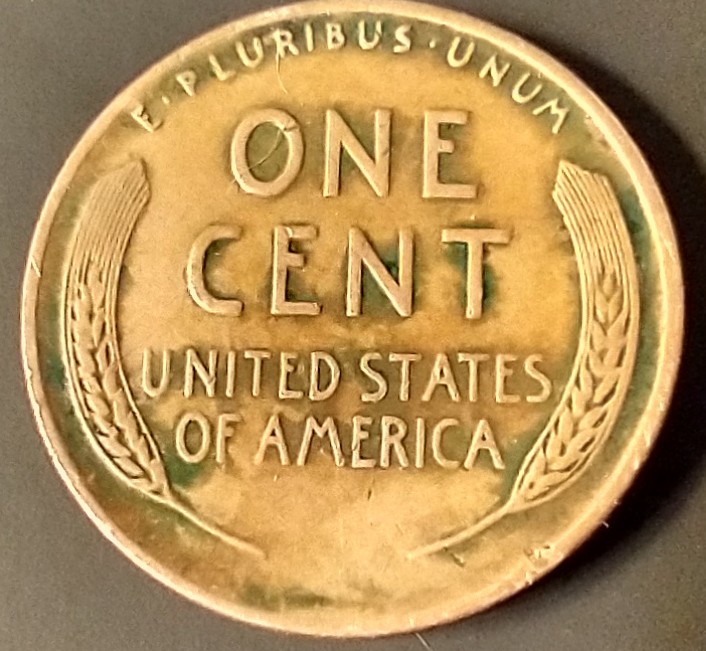 E·PLURIBUS·UNUM
ONE
CENT
UNITED STATES
OF AMERICA